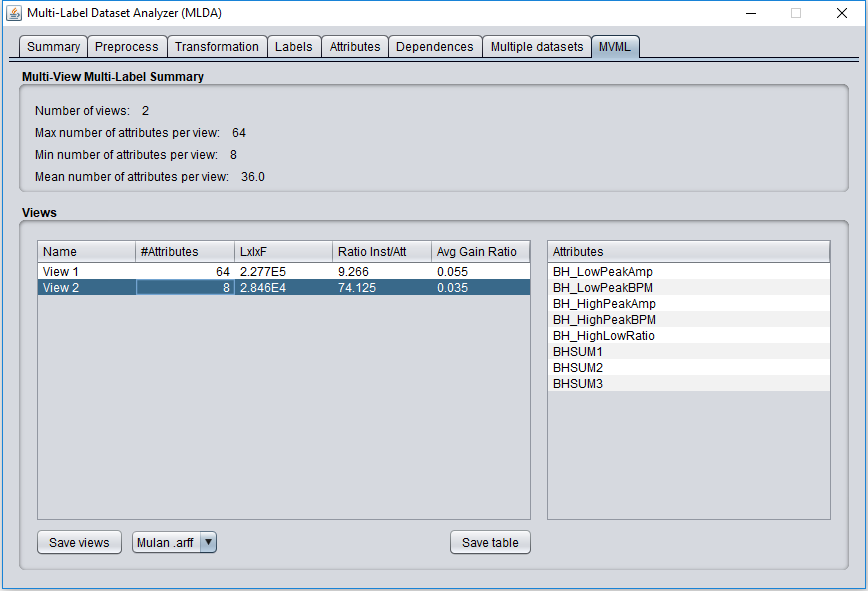 Multi-Label Dataset Analyzer (MLDA)
Summary Preprocess Transformation Labels Attributes Dependences Multiple datasets MVML
Multi-View Multi-Label Summary
Number of views: 2
Max number of attributes per view: 64
Min number of attributes per view: 8
Mean number of attributes per view: 36.0
Views
Name #Attributes LxIxF Ratio Inst/Att Avg Gain Ratio
View 1 64 2.277E5 9.266 0.055
View 2 8 2.846E4 74.125 0.035
Attributes
BH_LowPeakAmp
BH_LowPeakBPM
BH_HighPeakAmp
BH_HighPeakBPM
BH_HighLowRatio
BHSUM1
BHSUM2
BHSUM3
Save views Mulan .arff Save table